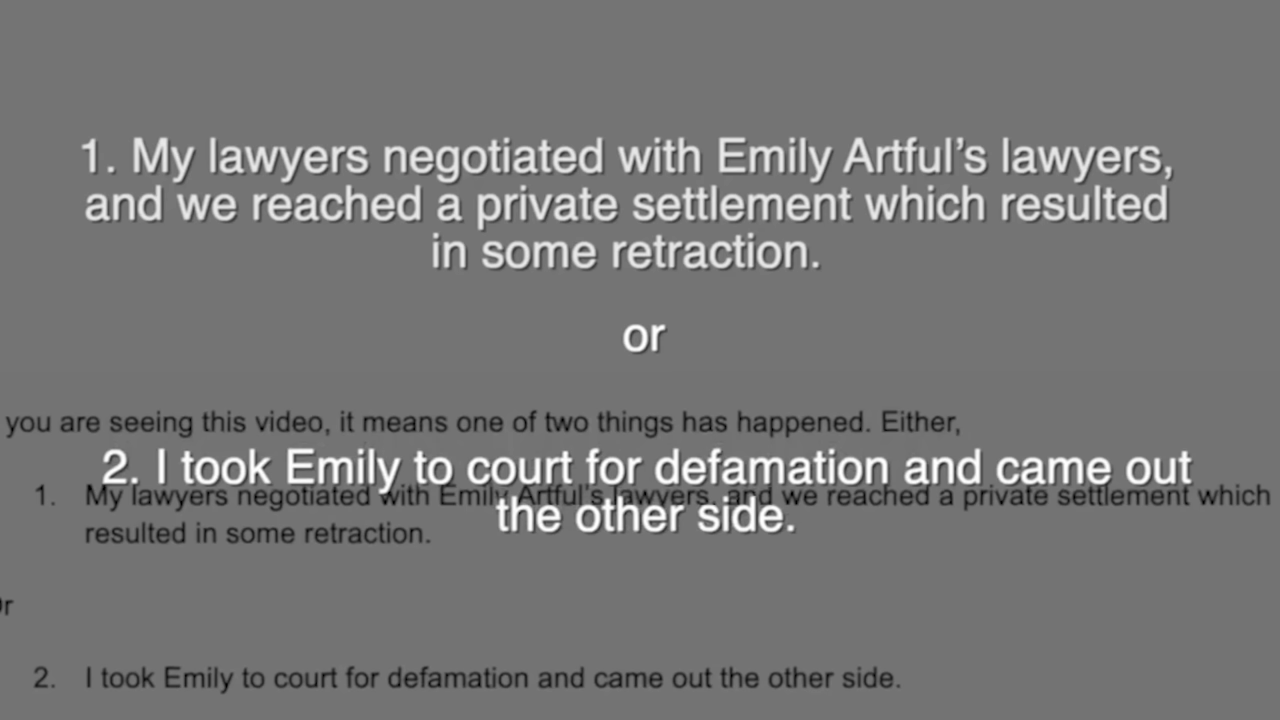 1. My lawyers negotiated with Emily Artful’s lawyers,
and we reached a private settlement which resulted
in some retraction.
or
you are seeing this video, it means one of two things has happened. Either,
2. I took Emily to court for defamation and came out
the other side.
1. My lawyers negotiated with Emily Artful's lawyers, and we reached a private settlement which
resulted in some retraction.
2. I took Emily to court for defamation and came out the other side.